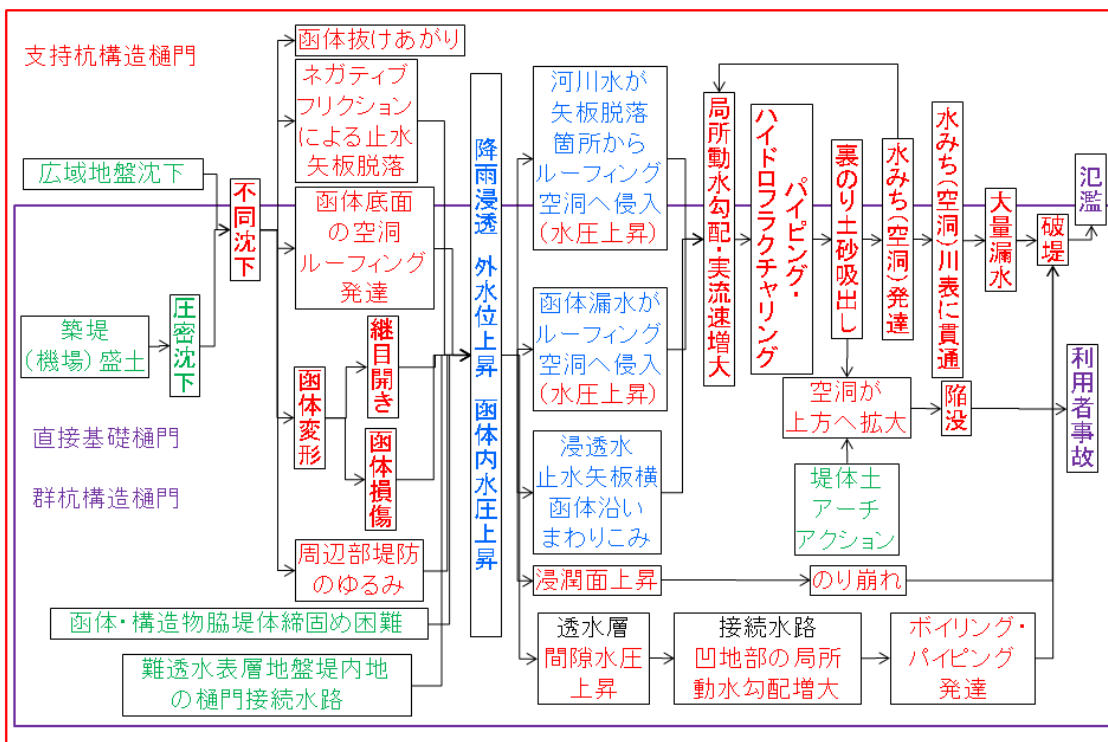 支持杭構造樋門
広域地盤沈下
築堤
(機場)盛土
圧密沈下
不同沈下
直接基礎樋門
群杭構造樋門
函体抜けあがり
ネガティブ
フリクション
による止水
矢板脱落
函体底面
の空洞
ルーフィング
発達
函体変形
継目開き
函体損傷
周辺部堤防
のゆるみ
函体・構造物脇堤体締固め困難
難透水表層地盤堤内地
の樋門接続水路
降雨浸透 外水位上昇 函体内水圧上昇
河川水が
矢板脱落
箇所から
ルーフィング
空洞へ侵入
(水圧上昇)
函体漏水が
ルーフィング
空洞へ侵入
(水圧上昇)
浸透水
止水矢板横
函体沿い
まわりこみ
浸潤面上昇
透水層
間隙水圧
上昇
局所動水勾配・実流速増大
パイピング・
ハイドロフラクチャリング
裏のり土砂吸出し
水みち(空洞)発達
水みち(空洞)川表に貫通
大量漏水
破堤
氾濫
空洞が
上方へ拡大
陥没
利用者事故
堤体土
アーチ
アクション
のり崩れ
接続水路
凹地部の局所
動水勾配増大
ボイリング・
パイピング
発達